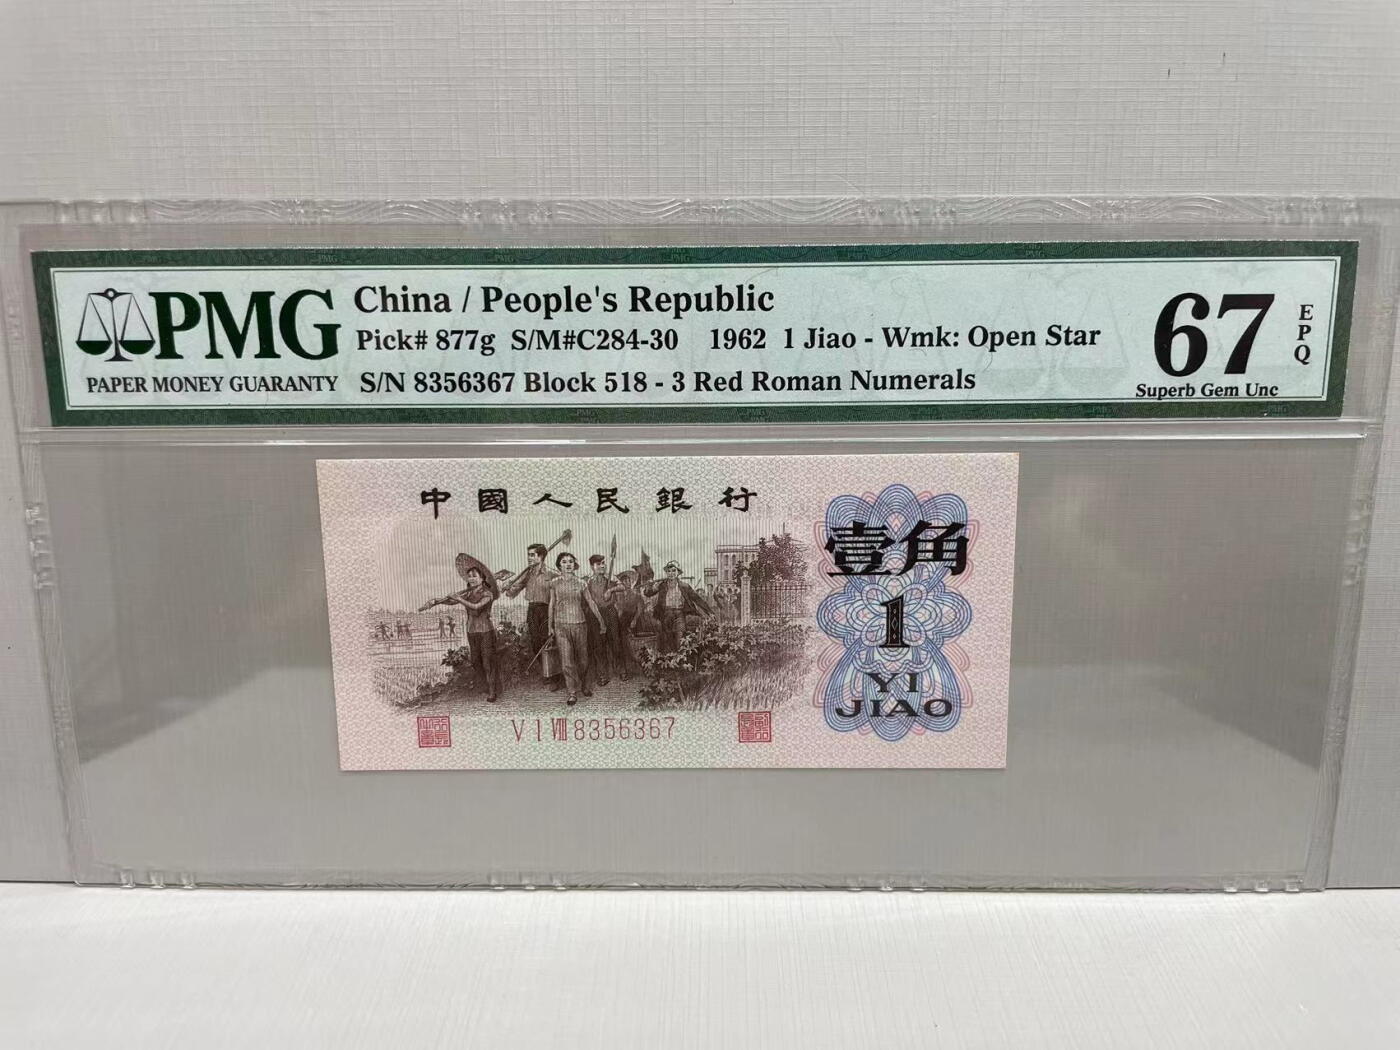 PMG
PAPER MONEY GUARANTY
China / People's Republic
Pick# 877g S/M#C284-30 1962 1 Jiao - Wmk: Open Star
S/N 8356367 Block 518 - 3 Red Roman Numerals
67
EPQ
Superb Gem Unc
中國人民銀行
壹角
1
YI
JIAO
V I VIII 8356367